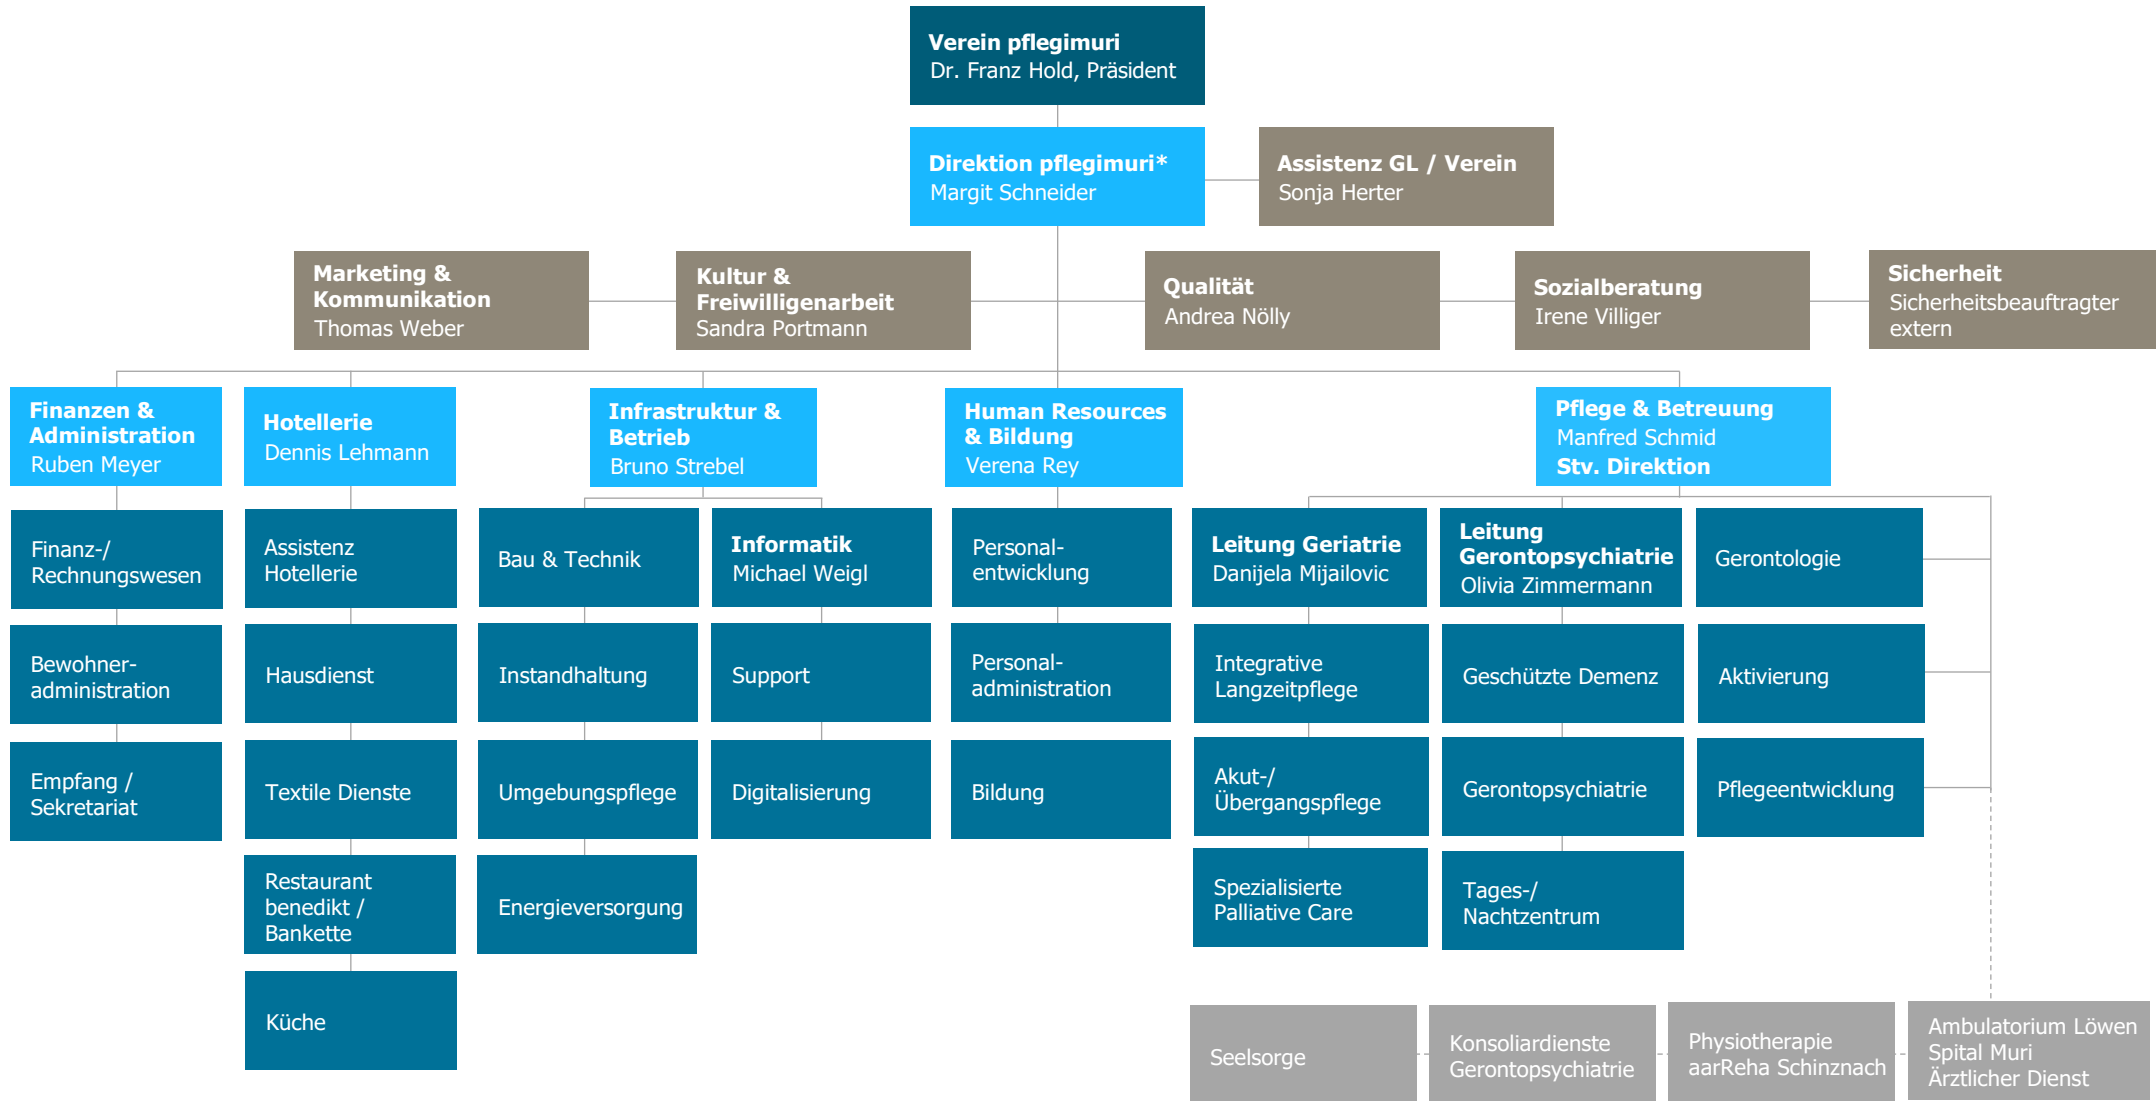 Verein pflegimuri
Dr. Franz Hold, Präsident
Direktion pflegimuri*
Margit Schneider
Assistenz GL / Verein
Sonja Herter
Marketing &
Kommunikation
Thomas Weber
Kultur &
Freiwilligenarbeit
Sandra Portmann
Qualität
Andrea Nölly
Sozialberatung
Irene Villiger
Sicherheit
Sicherheitsbeauftragter
extern
Finanzen &
Administration
Ruben Meyer
Hotellerie
Dennis Lehmann
Infrastruktur &
Betrieb
Bruno Strebel
Human Resources
& Bildung
Verena Rey
Pflege & Betreuung
Manfred Schmid
Stv. Direktion
Finanz-/
Rechnungswesen
Assistenz
Hotellerie
Bau & Technik
Informatik
Michael Weigl
Personal-
entwicklung
Leitung Geriatrie
Danijela Mijailovic
Leitung
Gerontopsychiatrie
Olivia Zimmermann
Gerontologie
Bewohner-
administration
Hausdienst
Instandhaltung
Support
Personal-
administration
Integrative
Langzeitpflege
Geschützte Demenz
Aktivierung
Empfang /
Sekretariat
Textile Dienste
Umgebungspflege
Digitalisierung
Bildung
Akut-/
Übergangspflege
Gerontopsychiatrie
Pflegeentwicklung
Restaurant
benedikt /
Bankette
Energieversorgung
Spezialisierte
Palliative Care
Tages-/
Nachtzentrum
Küche
Seelsorge
Konsoliardienste
Gerontopsychiatrie
Physiotherapie
aarReha Schinznach
Ambulatorium Löwen
Spital Muri
Ärztlicher Dienst